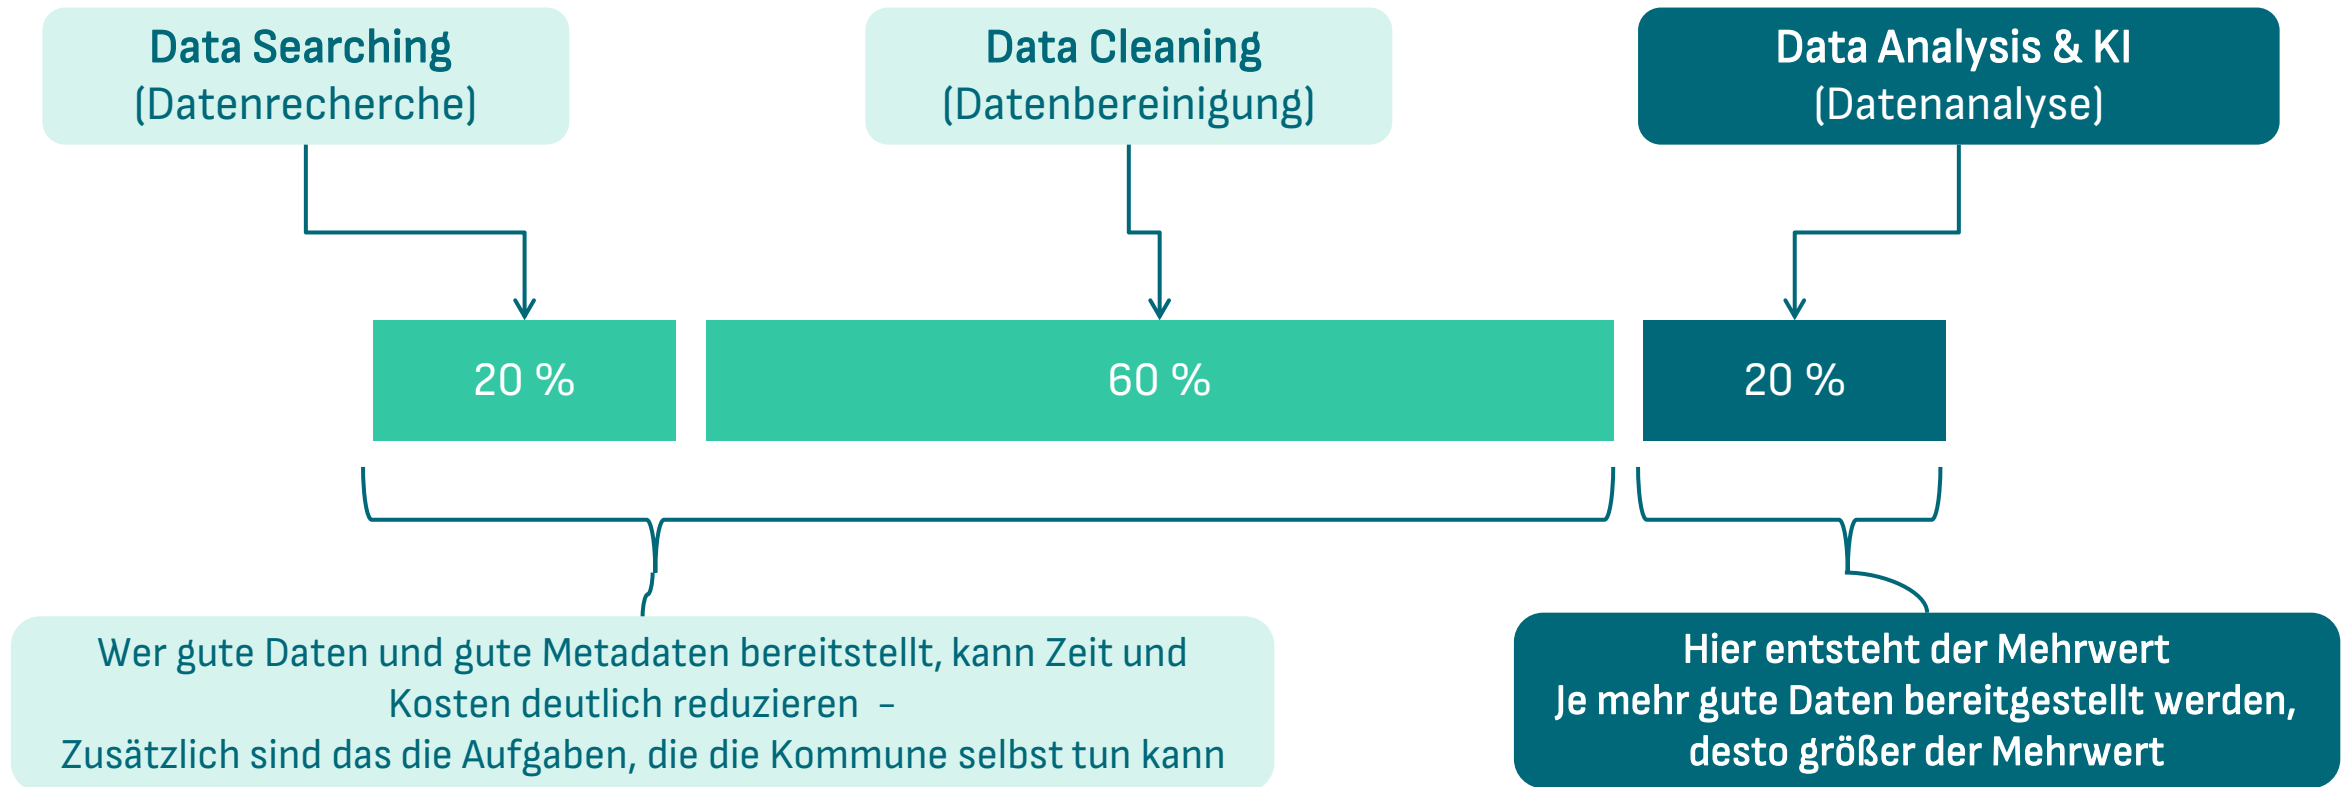 Data Searching
(Datenrecherche)
Data Cleaning
(Datenbereinigung)
Data Analysis & KI
(Datenanalyse)
20 %
60 %
20 %
Wer gute Daten und gute Metadaten bereitstellt, kann Zeit und
Kosten deutlich reduzieren -
Zusätzlich sind das die Aufgaben, die die Kommune selbst tun kann
Hier entsteht der Mehrwert
Je mehr gute Daten bereitgestellt werden,
desto größer der Mehrwert